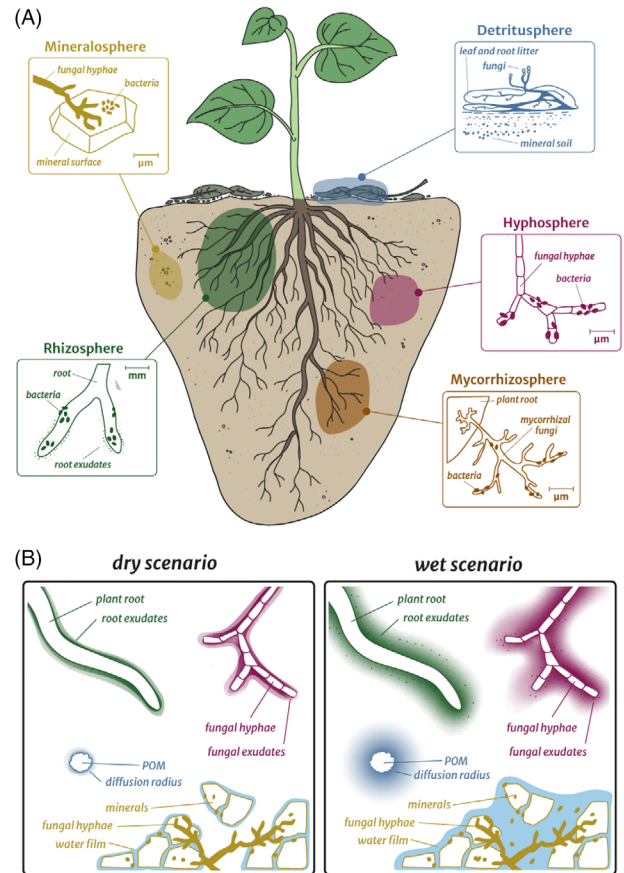 (A)
Mineralosphere
fungal hyphae
bacteria
mineral surface
µm
Detritusphere
leaf and root litter
fungi
mineral soil
Hyphosphere
fungal hyphae
bacteria
µm
Rhizosphere
root
mm
bacteria
root exudates
Mycorrhizosphere
plant root
mycorrhizal
fungi
bacteria
µm
(B)
dry scenario
plant root
root exudates
fungal hyphae
fungal exudates
POM
diffusion radius
minerals
fungal hyphae
water film
wet scenario
plant root
root exudates
fungal hyphae
fungal exudates
POM
diffusion radius
minerals
fungal hyphae
water film